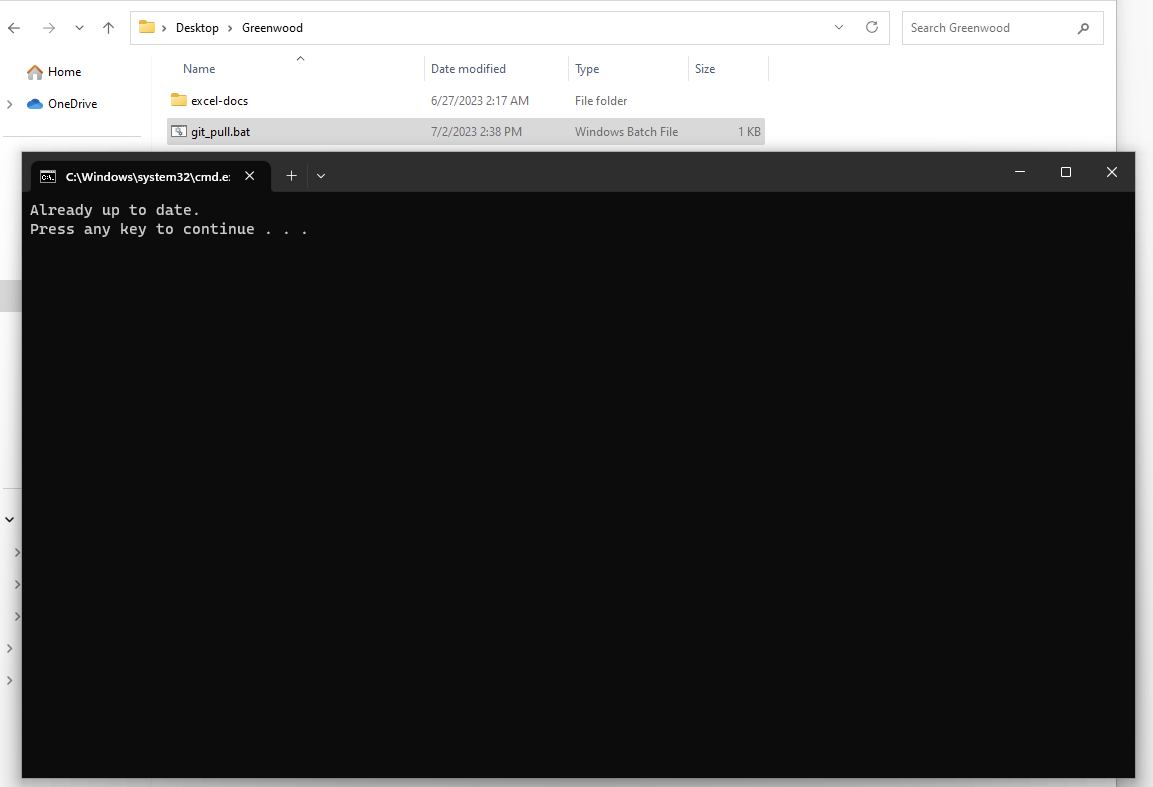 Desktop > Greenwood
Search Greenwood
Home
OneDrive
Name Date modified Type Size
excel-docs 6/27/2023 2:17 AM File folder
git_pull.bat 7/2/2023 2:38 PM Windows Batch File 1 KB
C:\Windows\system32\cmd.e:
Already up to date.
Press any key to continue . . .